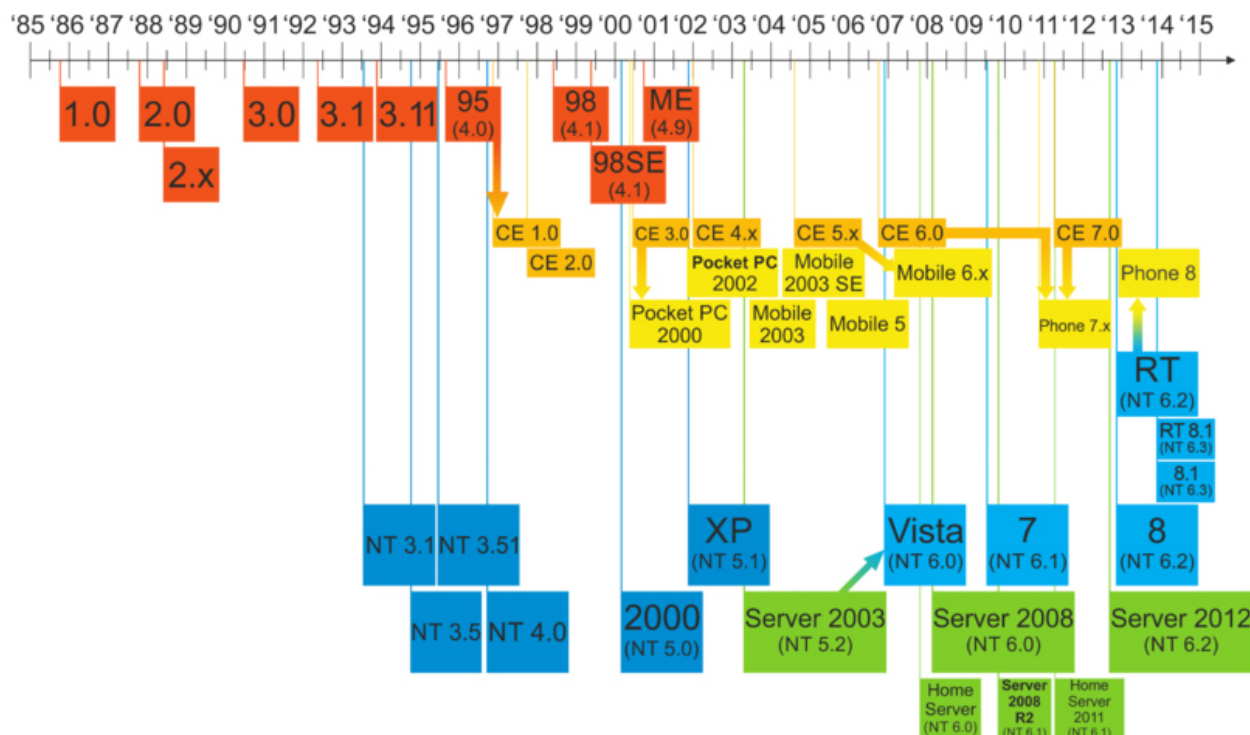 ‘85 ‘86 ‘87 ‘88 ‘89 ‘90 ‘91 ‘92 ‘93 ‘94 ‘95 ‘96 ‘97 ‘98 ‘99 ‘00 ‘01 ‘02 ‘03 ‘04 ‘05 ‘06 ‘07 ‘08 ‘09 ‘10 ‘11 ‘12 ‘13 ‘14 ‘15
1.0
2.0
2.x
3.0
3.1
3.11
95
(4.0)
98
(4.1)
98SE
(4.1)
ME
(4.9)
CE 1.0
CE 2.0
CE 3.0
CE 4.x
CE 5.x
CE 6.0
CE 7.0
Pocket PC
2002
Mobile
2003 SE
Mobile 6.x
Phone 8
Pocket PC
2000
Mobile
2003
Mobile 5
Phone 7.x
RT
(NT 6.2)
RT 8.1
(NT 6.3)
8.1
(NT 6.3)
NT 3.1
NT 3.51
XP
(NT 5.1)
Vista
(NT 6.0)
7
(NT 6.1)
8
(NT 6.2)
NT 3.5
NT 4.0
2000
(NT 5.0)
Server 2003
(NT 5.2)
Server 2008
(NT 6.0)
Server 2012
(NT 6.2)
Home
Server
(NT 6.0)
Server
2008
R2
(NT 6.1)
Home
Server
2011
(NT 6.1)